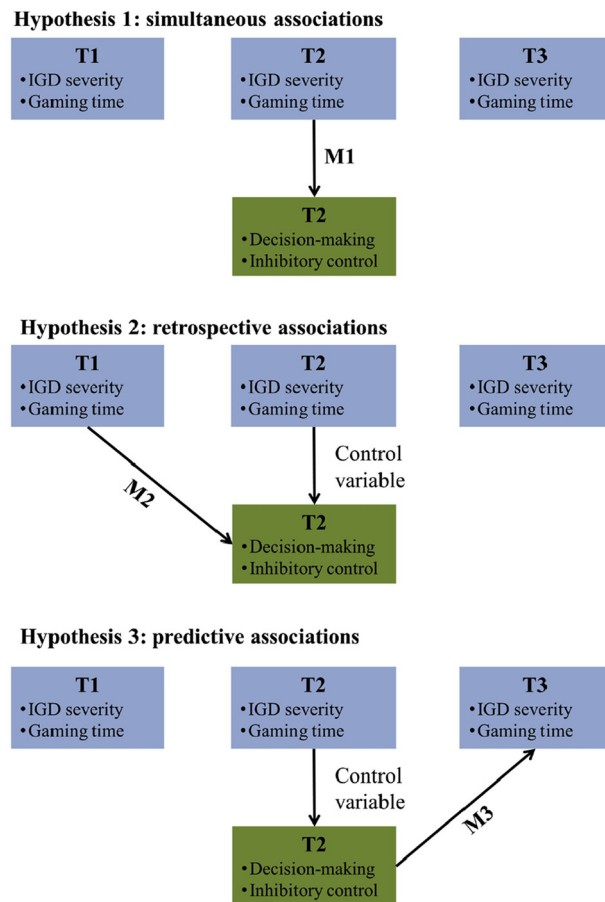 Hypothesis 1: simultaneous associations
T1
• IGD severity
• Gaming time
T2
• IGD severity
• Gaming time
T3
• IGD severity
• Gaming time
M1
T2
• Decision-making
• Inhibitory control
Hypothesis 2: retrospective associations
T1
• IGD severity
• Gaming time
T2
• IGD severity
• Gaming time
T3
• IGD severity
• Gaming time
M2
Control
variable
T2
• Decision-making
• Inhibitory control
Hypothesis 3: predictive associations
T1
• IGD severity
• Gaming time
T2
• IGD severity
• Gaming time
T3
• IGD severity
• Gaming time
Control
variable
M3
T2
• Decision-making
• Inhibitory control